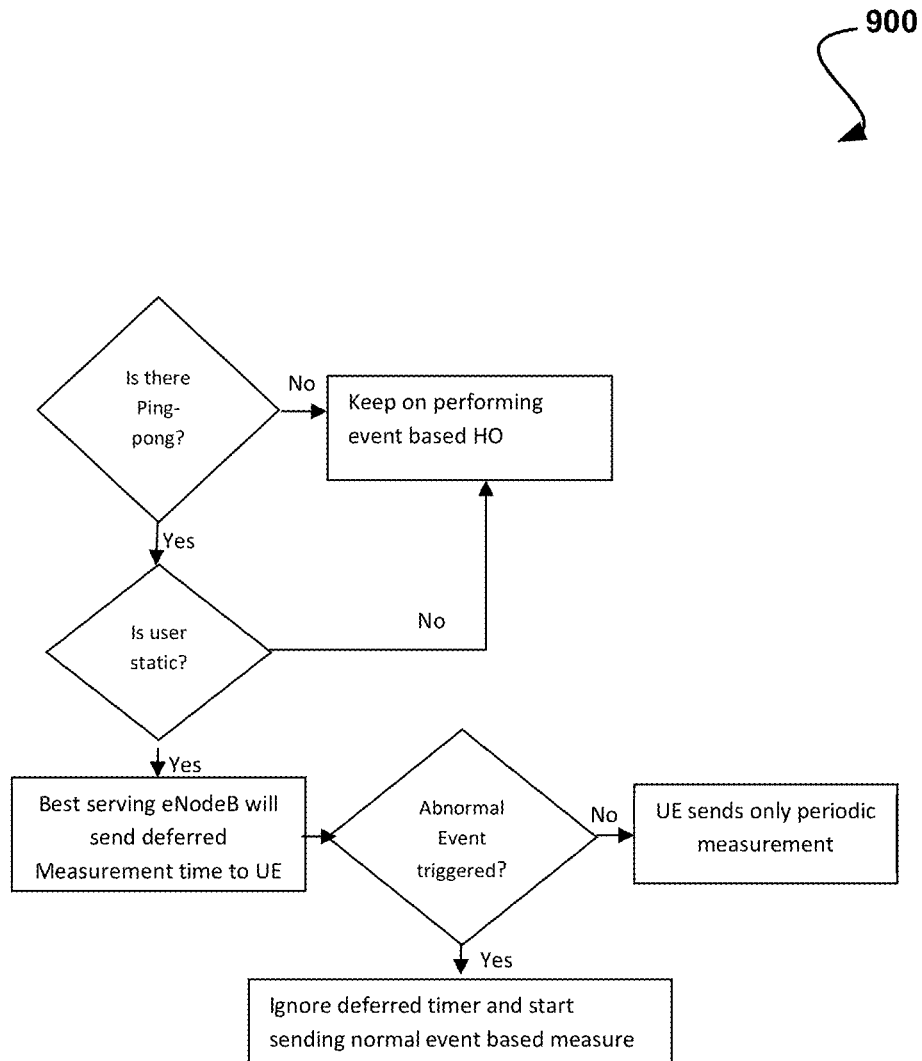 900
Is there
Ping-
pong?
No
Keep on performing
event based HO
Yes
Is user
static?
No
Yes
Best serving eNodeB will
send deferred
Measurement time to UE
Abnormal
Event
triggered?
No
UE sends only periodic
measurement
Yes
Ignore deferred timer and start
sending normal event based measure